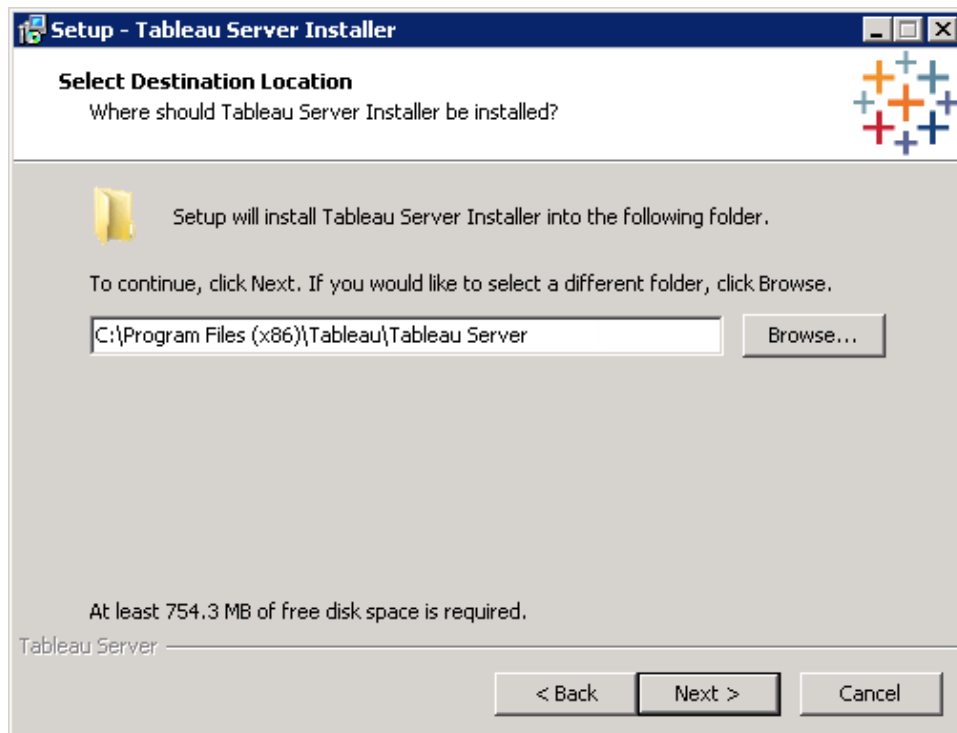 Setup - Tableau Server Installer
Select Destination Location
Where should Tableau Server Installer be installed?
Setup will install Tableau Server Installer into the following folder.
To continue, click Next. If you would like to select a different folder, click Browse.
C:\Program Files (x86)\Tableau\Tableau Server
Browse...
At least 754.3 MB of free disk space is required.
Tableau Server
< Back
Next >
Cancel